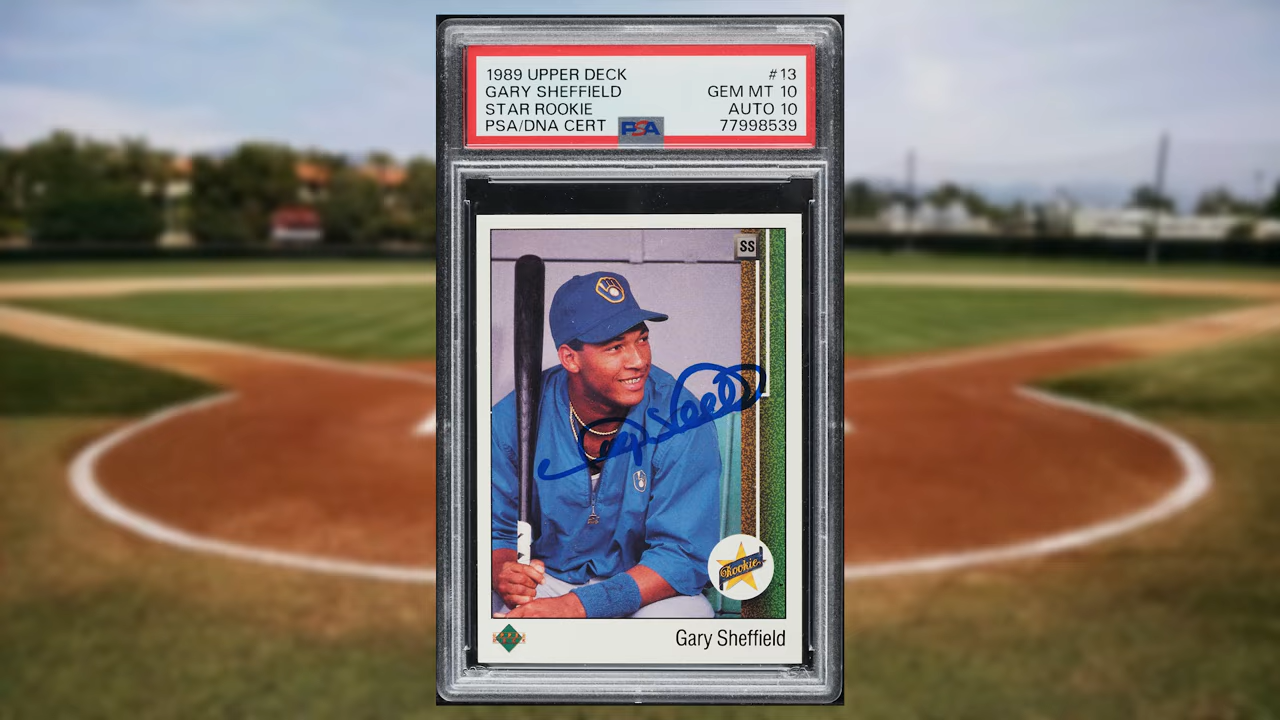 1989 UPPER DECK #13
GARY SHEFFIELD GEM MT 10
STAR ROOKIE AUTO 10
PSA/DNA CERT PSA 77998539
SS
Rookie
Gary Sheffield